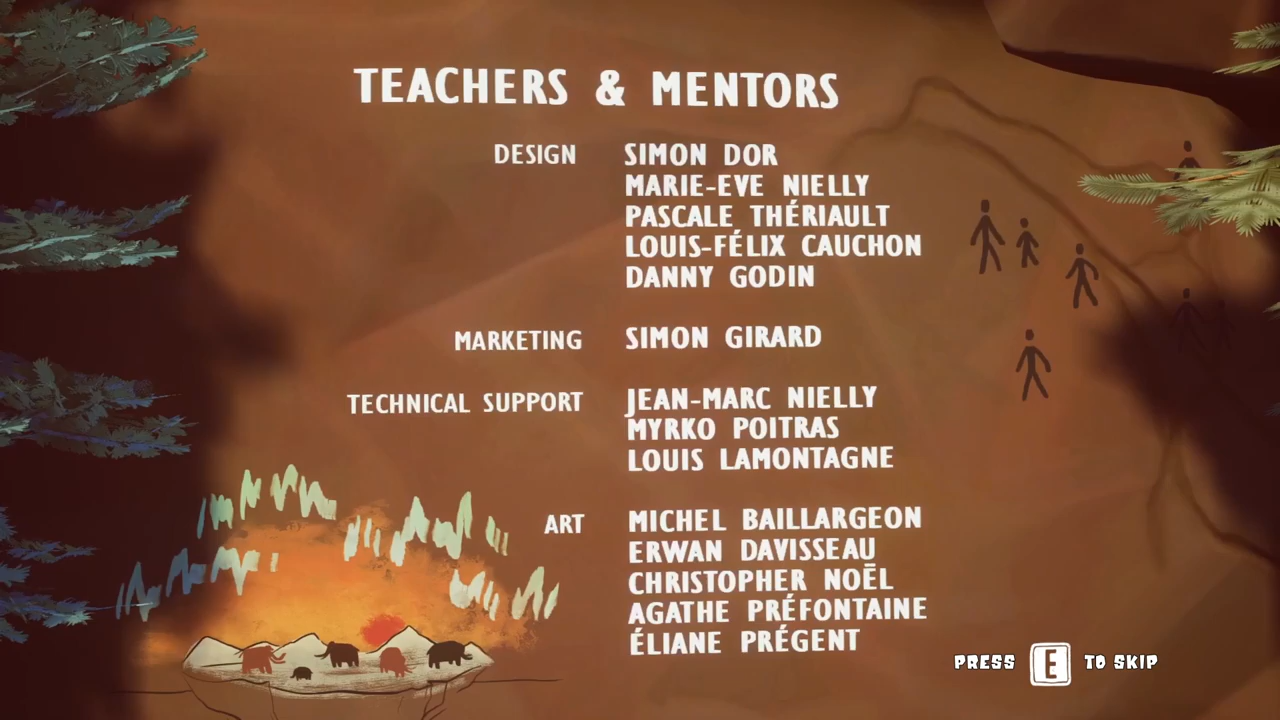 TEACHERS & MENTORS
DESIGN SIMON DOR
MARIE-EVE NIELLY
PASCALE THÉRIAULT
LOUIS-FÉLIX CAUCHON
DANNY GODIN
MARKETING SIMON GIRARD
TECHNICAL SUPPORT JEAN-MARC NIELLY
MYRKO POITRAS
LOUIS LAMONTAGNE
ART MICHEL BAILLARGEON
ERWAN DAVISSEAU
CHRISTOPHER NOËL
AGATHE PRÉFONTAINE
ÉLIANE PRÉGENT
PRESS E TO SKIP